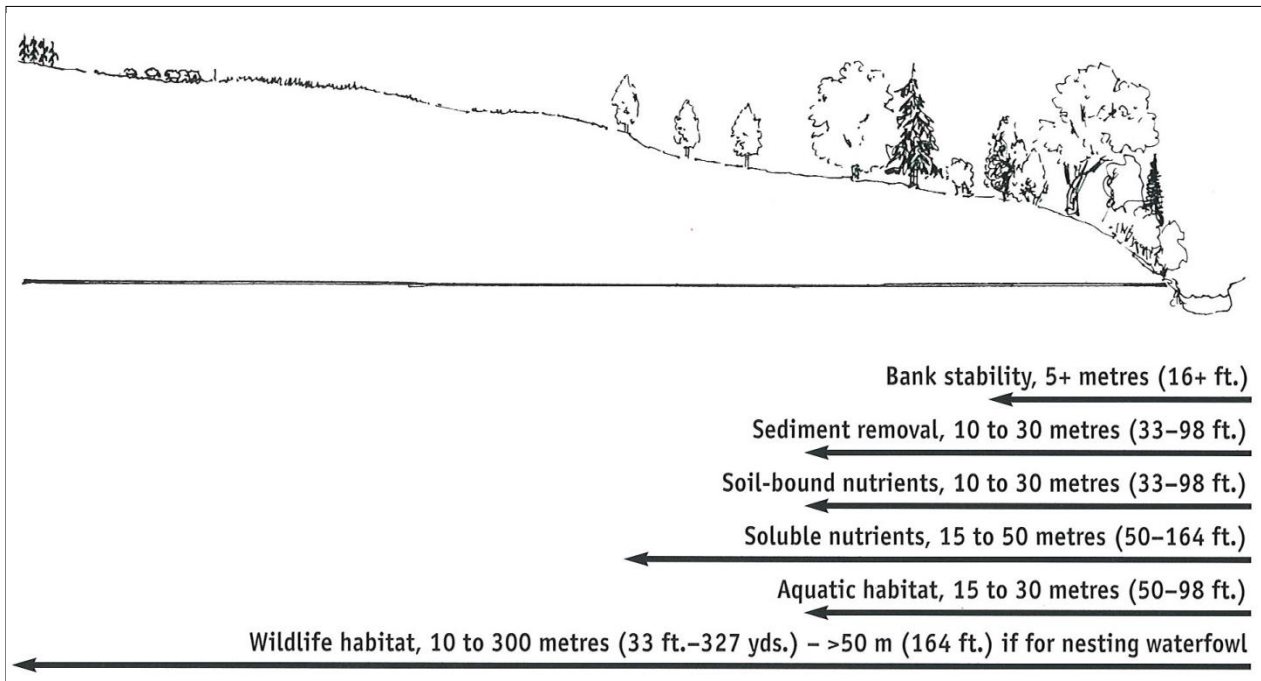 Bank stability, 5+ metres (16+ ft.)
Sediment removal, 10 to 30 metres (33–98 ft.)
Soil-bound nutrients, 10 to 30 metres (33–98 ft.)
Soluble nutrients, 15 to 50 metres (50–164 ft.)
Aquatic habitat, 15 to 30 metres (50–98 ft.)
Wildlife habitat, 10 to 300 metres (33 ft.–327 yds.) – >50 m (164 ft.) if for nesting waterfowl